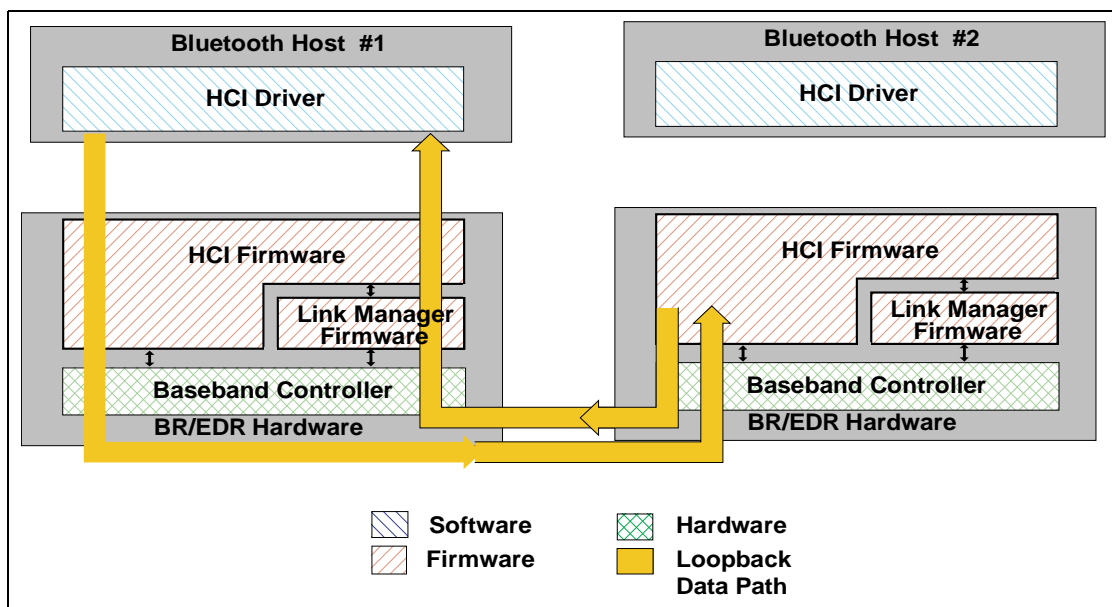 Bluetooth Host #1
HCI Driver
Bluetooth Host #2
HCI Driver
HCI Firmware
Link Manager
Firmware
Baseband Controller
BR/EDR Hardware
HCI Firmware
Link Manager
Firmware
Baseband Controller
BR/EDR Hardware
Software
Firmware
Hardware
Loopback
Data Path